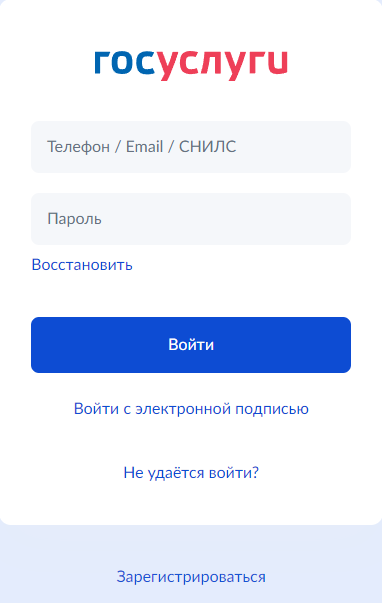 госуслуги
Телефон / Email / СНИЛС
Пароль
Восстановить
Войти
Войти с электронной подписью
Не удаётся войти?
Зарегистрироваться